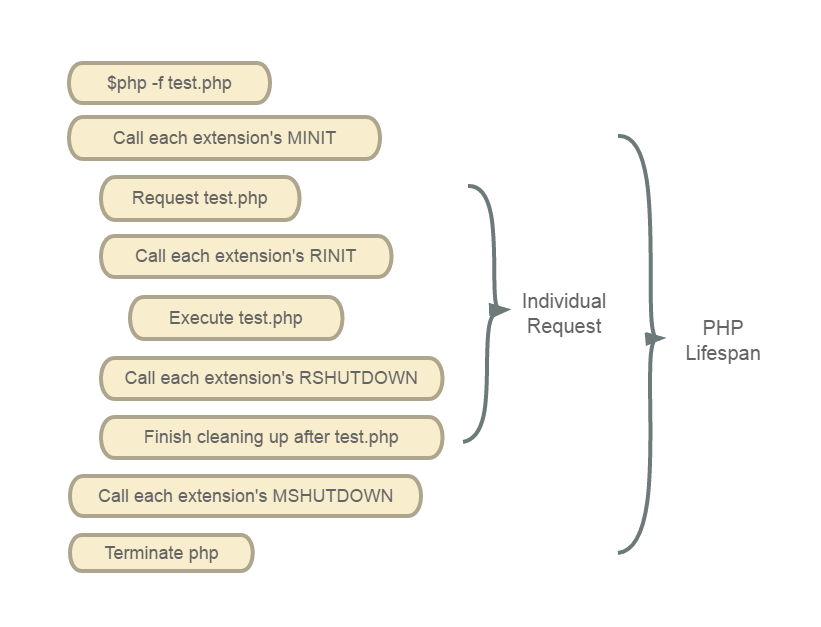 $php -f test.php
Call each extension's MINIT
Request test.php
Call each extension's RINIT
Execute test.php
Call each extension's RSHUTDOWN
Finish cleaning up after test.php
Call each extension's MSHUTDOWN
Terminate php
Individual
Request
PHP
Lifespan